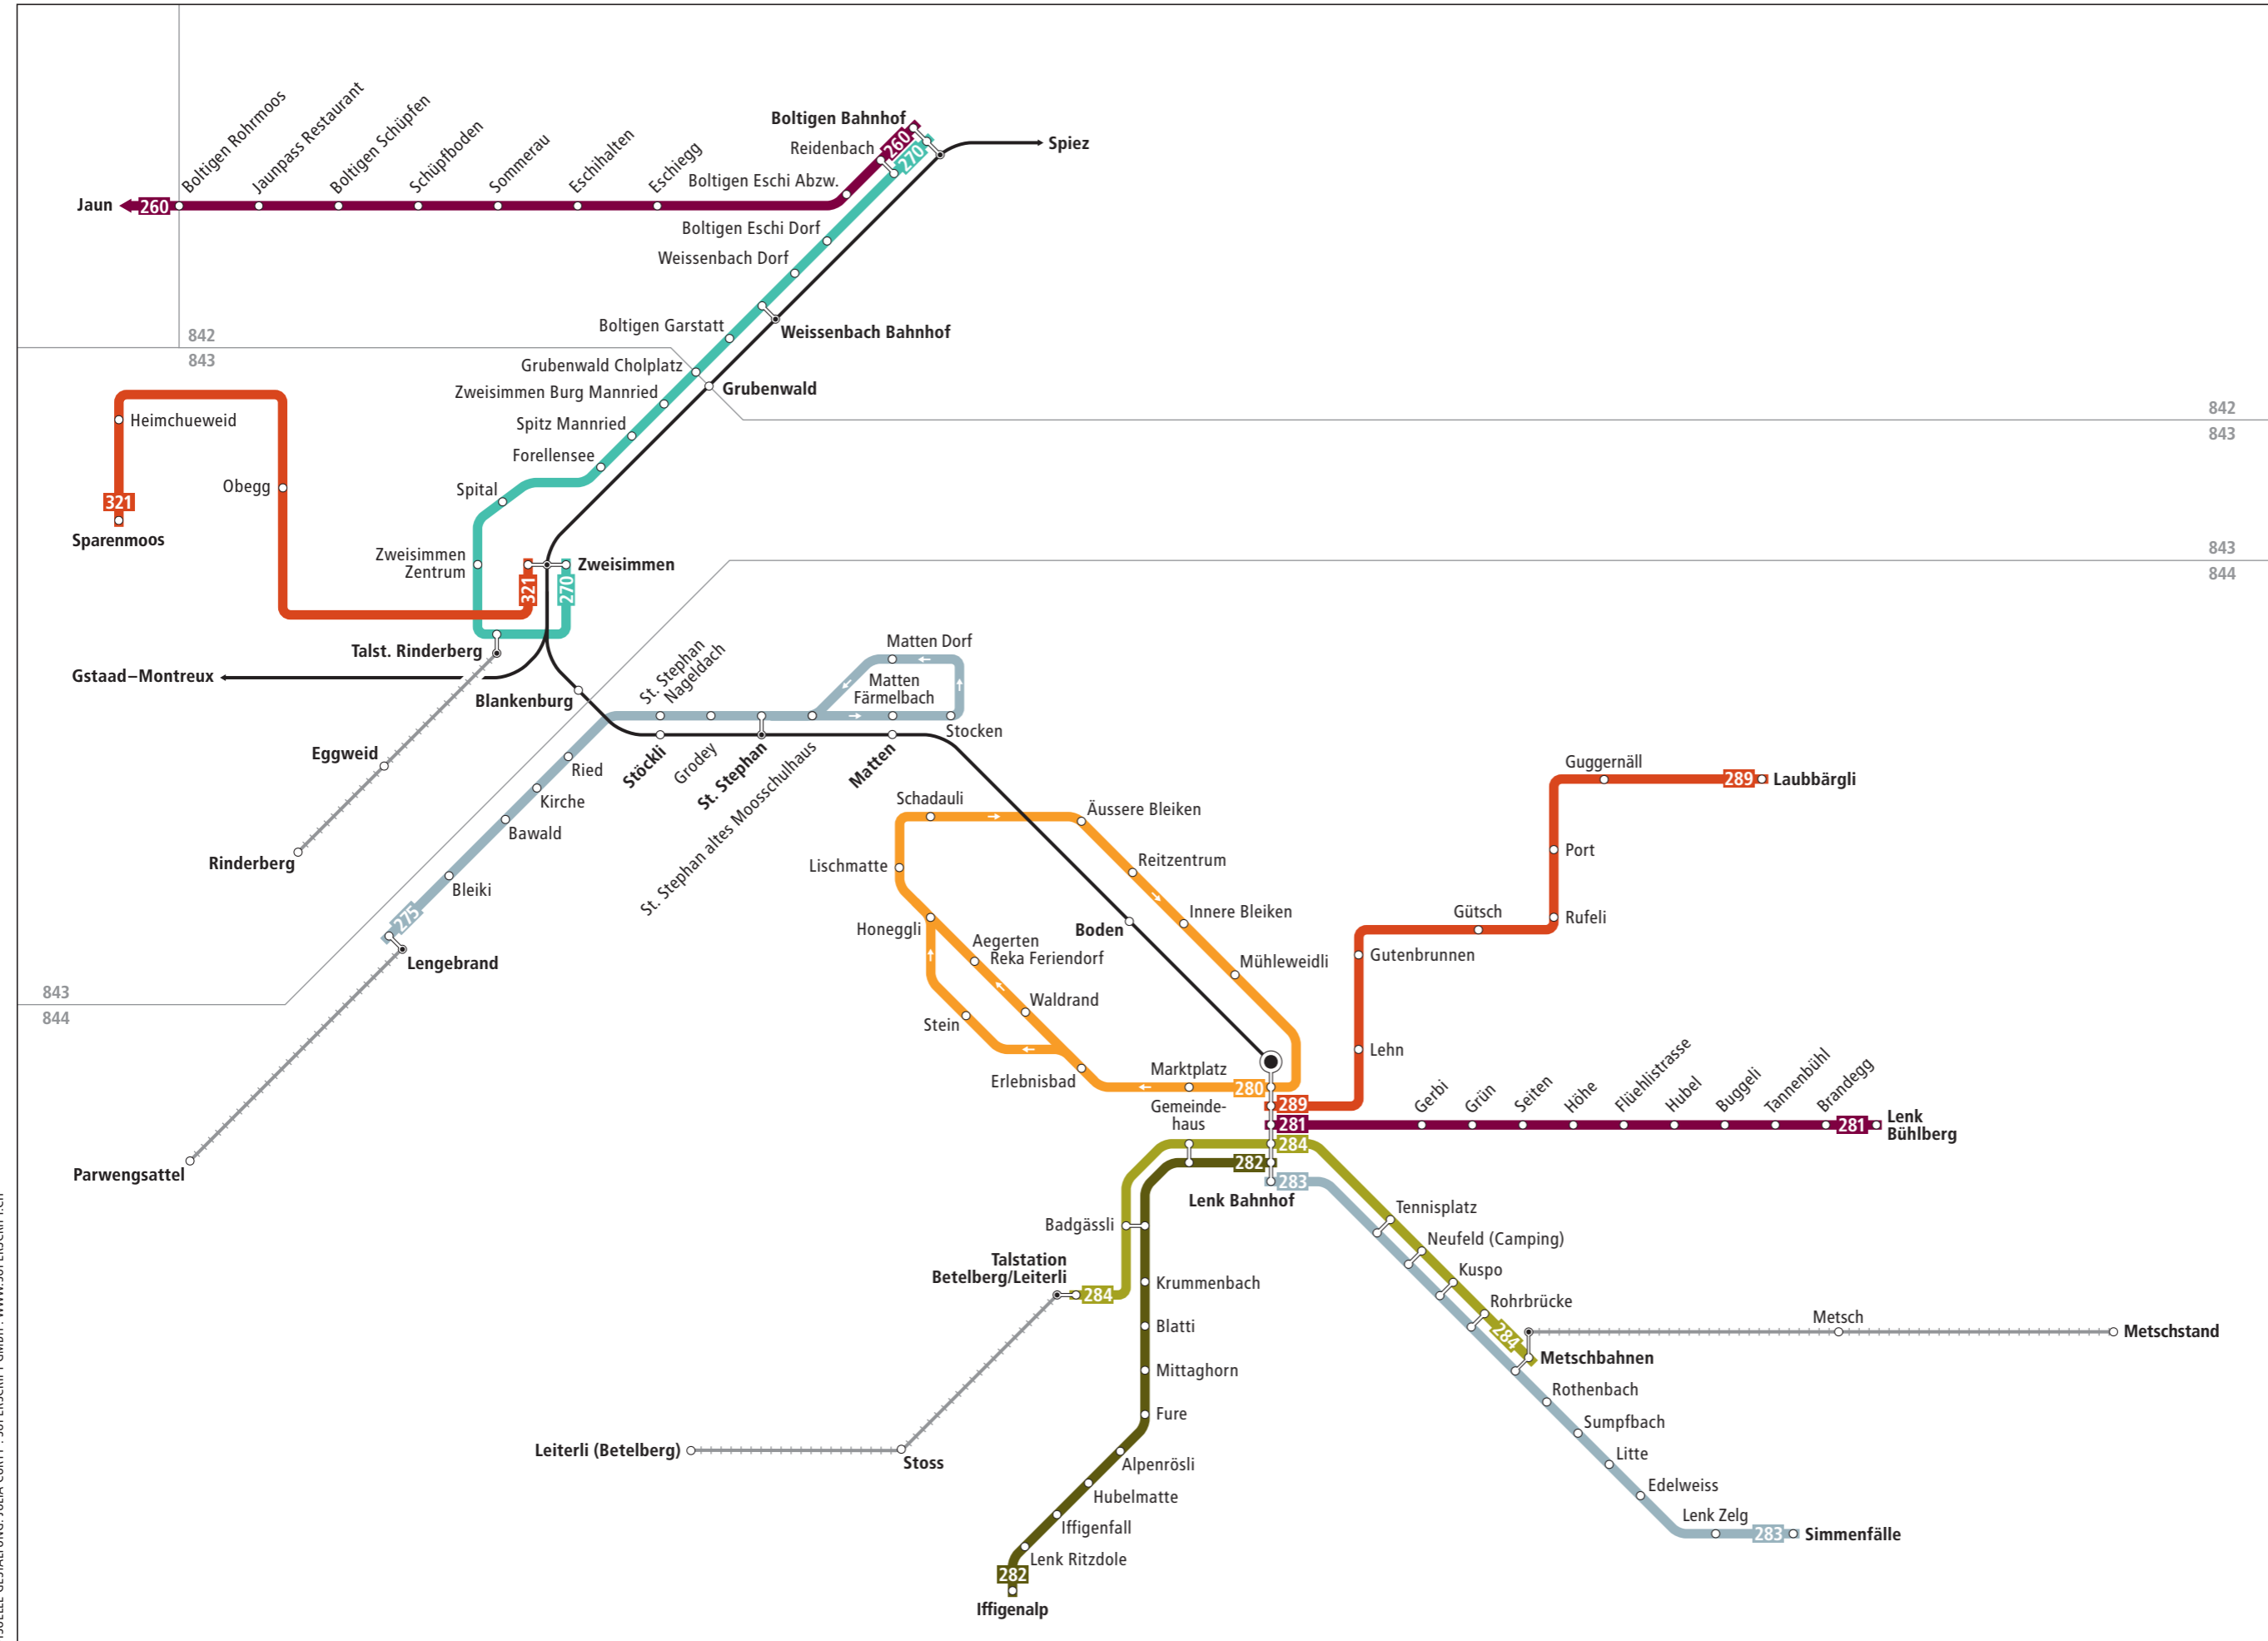 Boltigen Rohrmoos
Jaunpass Restaurant
Boltigen Schüpfen
Schüpfboden
Sommerau
Eschihalten
Eschiegg
Boltigen Bahnhof
Reidenbach
Boltigen Eschi Abzw.
260
270
Spiez
Jaun
260
Boltigen Eschi Dorf
Weissenbach Dorf
Boltigen Garstatt
Weissenbach Bahnhof
842
843
Grubenwald Cholplatz
Zweisimmen Burg Mannried
Grubenwald
Spitz Mannried
Forellensee
842
843
Heimchueweid
Obegg
321
Sparenmoos
Spital
Zweisimmen
Zentrum
Zweisimmen
321
270
843
844
Talst. Rinderberg
Gstaad–Montreux
Blankenburg
St. Stephan
Nageldach
Matten Dorf
Matten
Färmelbach
Stocken
Eggweid
Rinderberg
Ried
Kirche
Bawald
Bleiki
275
Lengebrand
Stöckli
Grodey
St. Stephan
St. Stephan altes Moosschulhaus
Matten
843
844
Parwengsattel
Schadauli
Äussere Bleiken
Lischmatte
Reitzentrum
Honeggli
Innere Bleiken
Aegerten
Reka Feriendorf
Boden
Mühleweidli
Waldrand
Stein
Erlebnisbad
Marktplatz
280
Guggernäll
289
Laubbärgli
Port
Rufeli
Gütsch
Gutenbrunnen
Lehn
289
Gerbi
Grün
Seiten
Höhe
Flüehlistrasse
Hubel
Buggeli
Tannenbühl
Brandegg
281
281
Lenk
Bühlberg
Gemeinde-
haus
284
282
283
Lenk Bahnhof
Badgässli
Talstation
Betelberg/Leiterli
284
Krummenbach
Blatti
Mittaghorn
Fure
Alpenrösli
Hubelmatte
Iffigenfall
Lenk Ritzdole
282
Iffigenalp
Leiterli (Betelberg)
Stoss
Tennisplatz
Neufeld (Camping)
Kuspo
Rohrbrücke
284
Metschbahnen
Metsch
Metschstand
Rothenbach
Sumpfbach
Litte
Edelweiss
Lenk Zelg
283
Simmenfälle